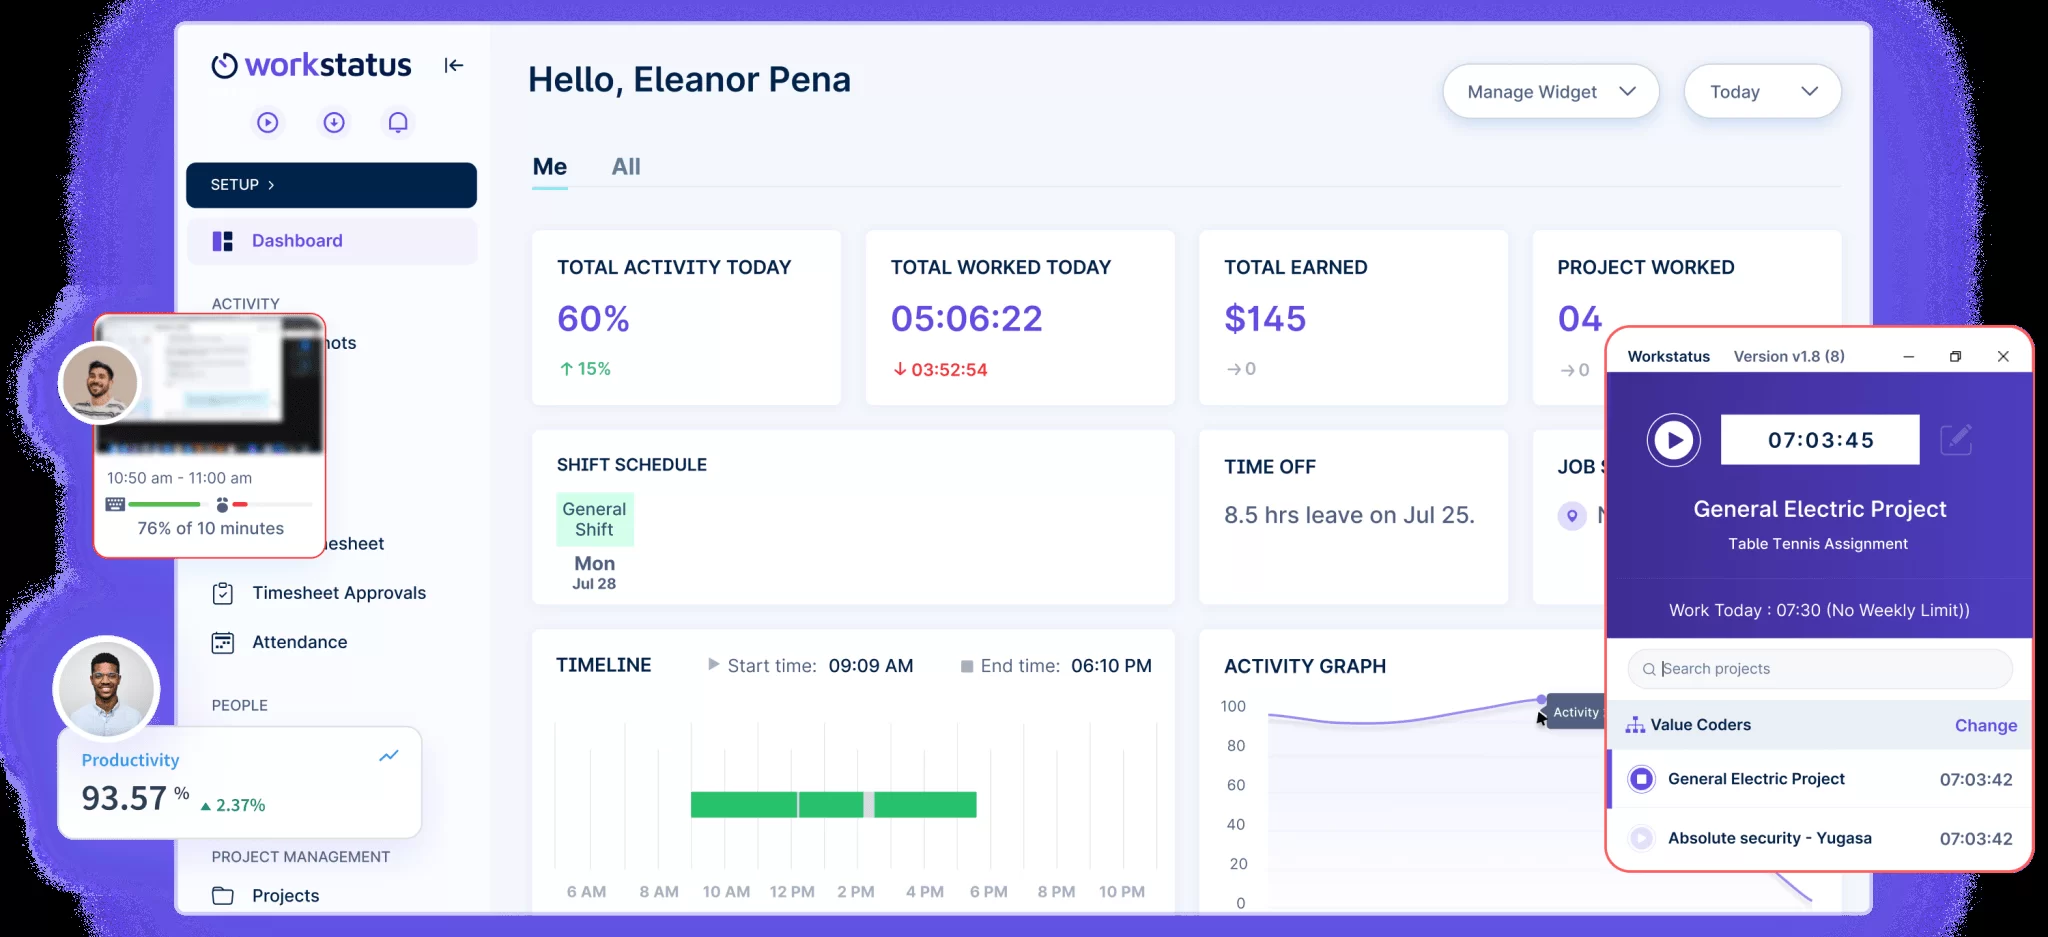 workstatus
SETUP >
Dashboard
ACTIVITY
hots
10:50 am - 11:00 am
76% of 10 minutes
esheet
Timesheet Approvals
Attendance
PEOPLE
Productivity
93.57 % ▲ 2.37%
PROJECT MANAGEMENT
Projects
Hello, Eleanor Pena
Manage Widget
Today
Me
All
TOTAL ACTIVITY TODAY
60%
↑ 15%
TOTAL WORKED TODAY
05:06:22
↓ 03:52:54
TOTAL EARNED
$145
→ 0
PROJECT WORKED
04
→ 0
SHIFT SCHEDULE
General
Shift
Mon
Jul 28
TIME OFF
8.5 hrs leave on Jul 25.
JOB
TIMELINE
Start time: 09:09 AM
End time: 06:10 PM
6 AM 8 AM 10 AM 12 PM 2 PM 4 PM 6 PM 8 PM 10 PM
ACTIVITY GRAPH
100
80
60
40
20
0
Activity
Workstatus Version v1.8 (8)
07:03:45
General Electric Project
Table Tennis Assignment
Work Today : 07:30 (No Weekly Limit))
Search projects
Value Coders Change
General Electric Project 07:03:42
Absolute security - Yugasa 07:03:42